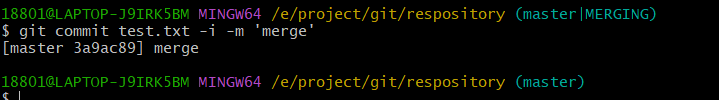 18801@LAPTOP-J9IRK5BM MINGW64 /e/project/git/respository (master|MERGING)
$ git commit test.txt -i -m 'merge'
[master 3a9ac89] merge
18801@LAPTOP-J9IRK5BM MINGW64 /e/project/git/respository (master)
$